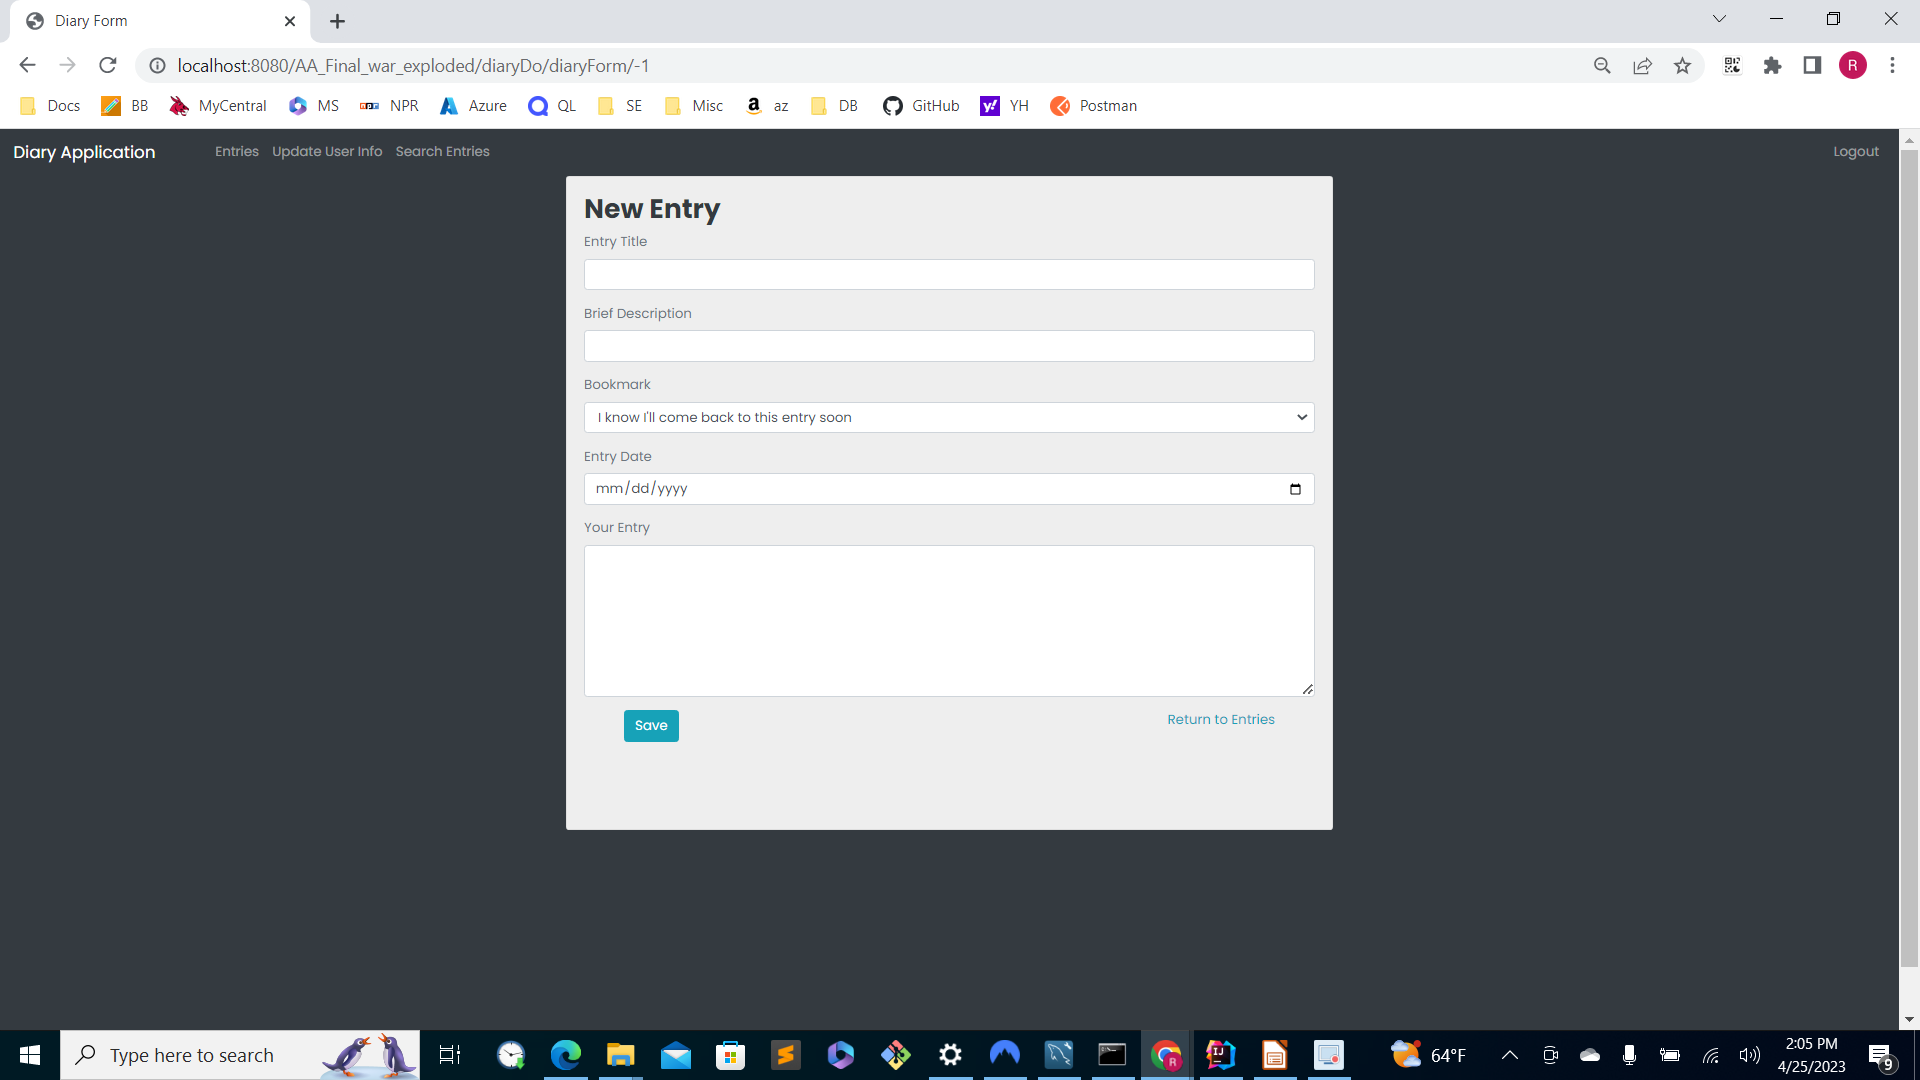 Diary Form
localhost:8080/AA_Final_war_exploded/diaryDo/diaryForm/-1
R
Docs BB MyCentral MS npr NPR Azure QL SE Misc a az DB GitHub y! YH Postman
Diary Application Entries Update User Info Search Entries Logout
New Entry
Entry Title
Brief Description
Bookmark
I know I'll come back to this entry soon
Entry Date
mm/dd/yyyy
Your Entry
Save Return to Entries
Type here to search
R
IJ
64°F
2:05 PM
4/25/2023
9